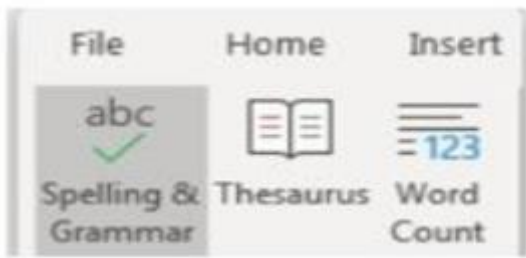 File Home Insert
abc
123
Spelling & Thesaurus Word
Grammar Count